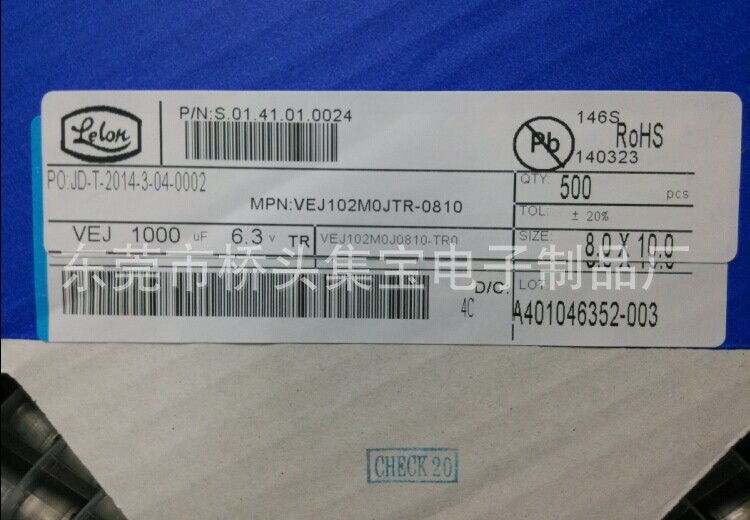 Lelon
P/N:S.01.41.01.0024
Pb
146S
RoHS
140323
PO:JD-T-2014-3-04-0002
MPN:VEJ102M0JTR-0810
QTY: 500 pcs
TOL: ± 20%
VEJ 1000 uF 6.3 v TR VEJ102M0J0810-TR0
SIZE: 8.0 X 10.0
东莞市桥头集宝电子制品厂
D/C: 4C
LOT:
A401046352-003
CHECK 20